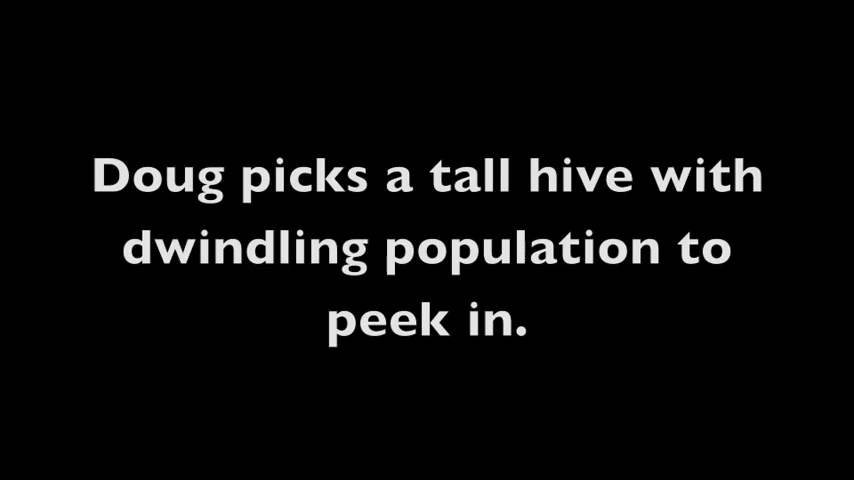 Doug picks a tall hive with
dwindling population to
peek in.